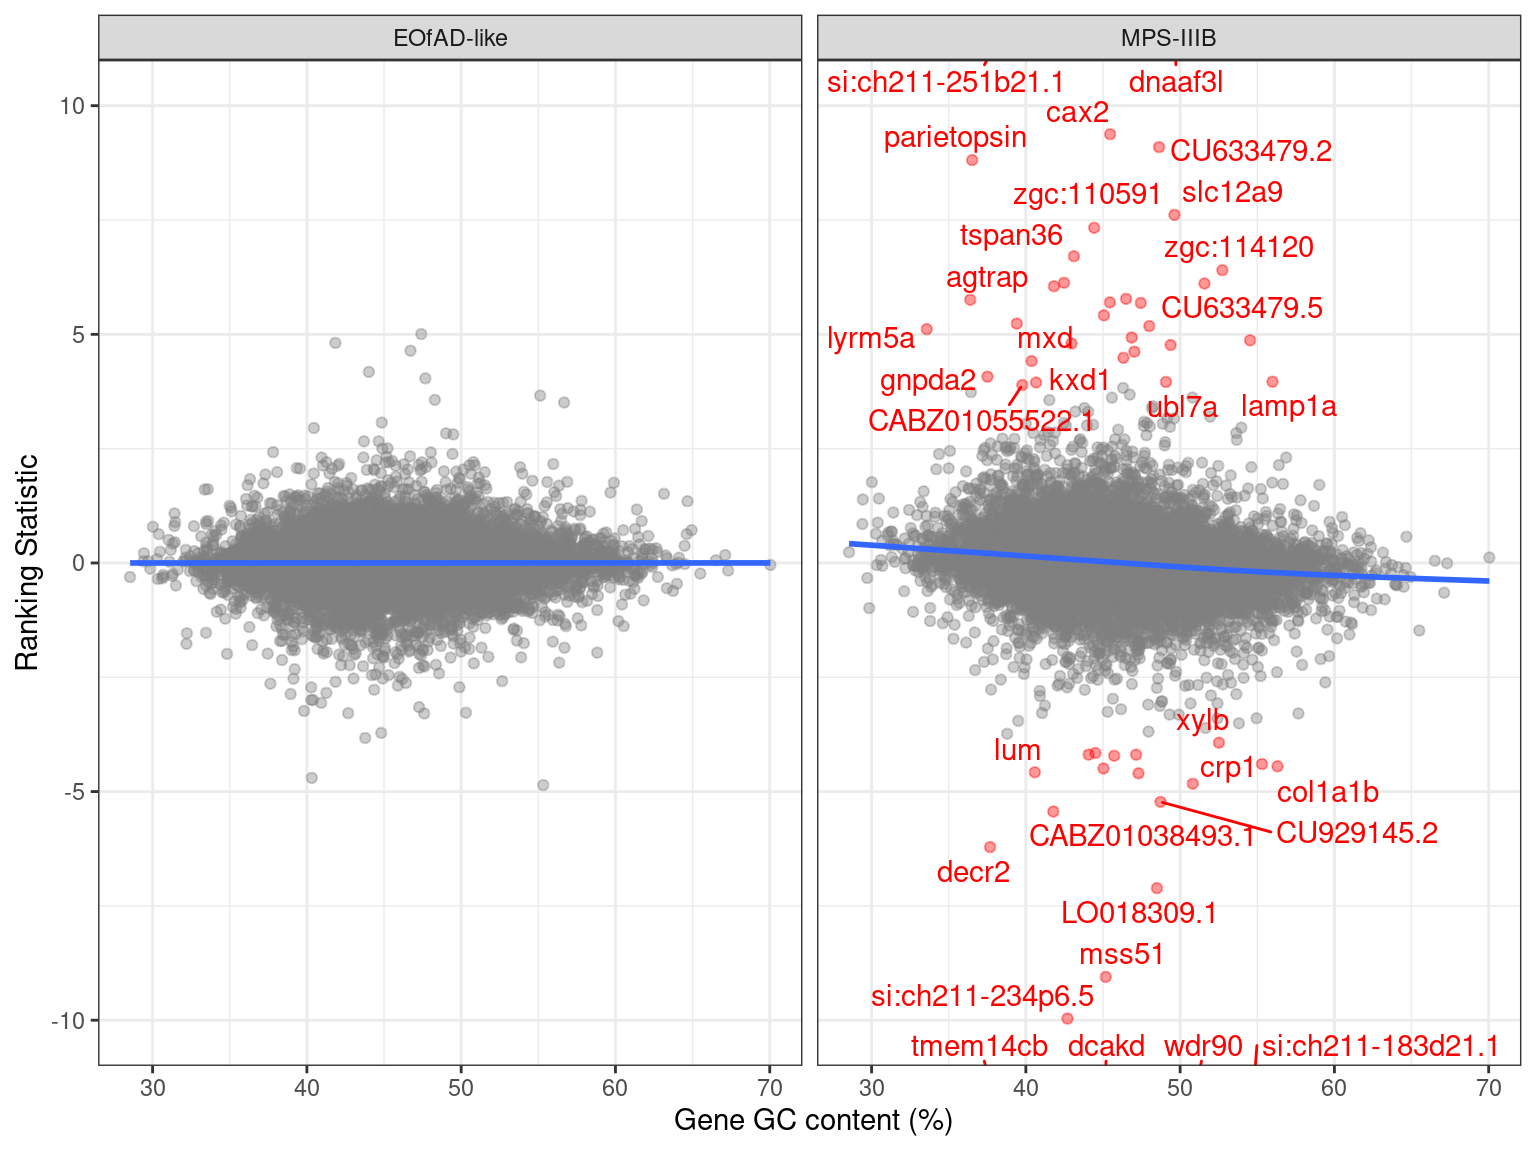 EOfAD-like
MPS-IIIB
si:ch211-251b21.1
dnaaf3l
cax2
parietopsin
CU633479.2
zgc:110591
slc12a9
tspan36
zgc:114120
agtrap
CU633479.5
lyrm5a
mxd
gnpda2
kxd1
CABZ01055522.1
ubl7a
lamp1a
xylb
lum
crp1
col1a1b
CABZ01038493.1
CU929145.2
decr2
LO018309.1
mss51
si:ch211-234p6.5
tmem14cb
dcakd
wdr90
si:ch211-183d21.1
10
5
0
-5
-10
Ranking Statistic
30 40 50 60 70
30 40 50 60 70
Gene GC content (%)